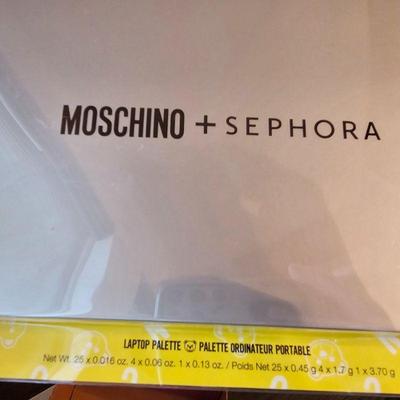 MOSCHINO + SEPHORA
LAPTOP PALETTE PALETTE ORDINATEUR PORTABLE
Net Wt. 25 x 0.016 oz. 4 x 0.06 oz. 1 x 0.13 oz. / Poids Net 25 x 0.45 g 4 x 1.7 g 1 x 3.70 g